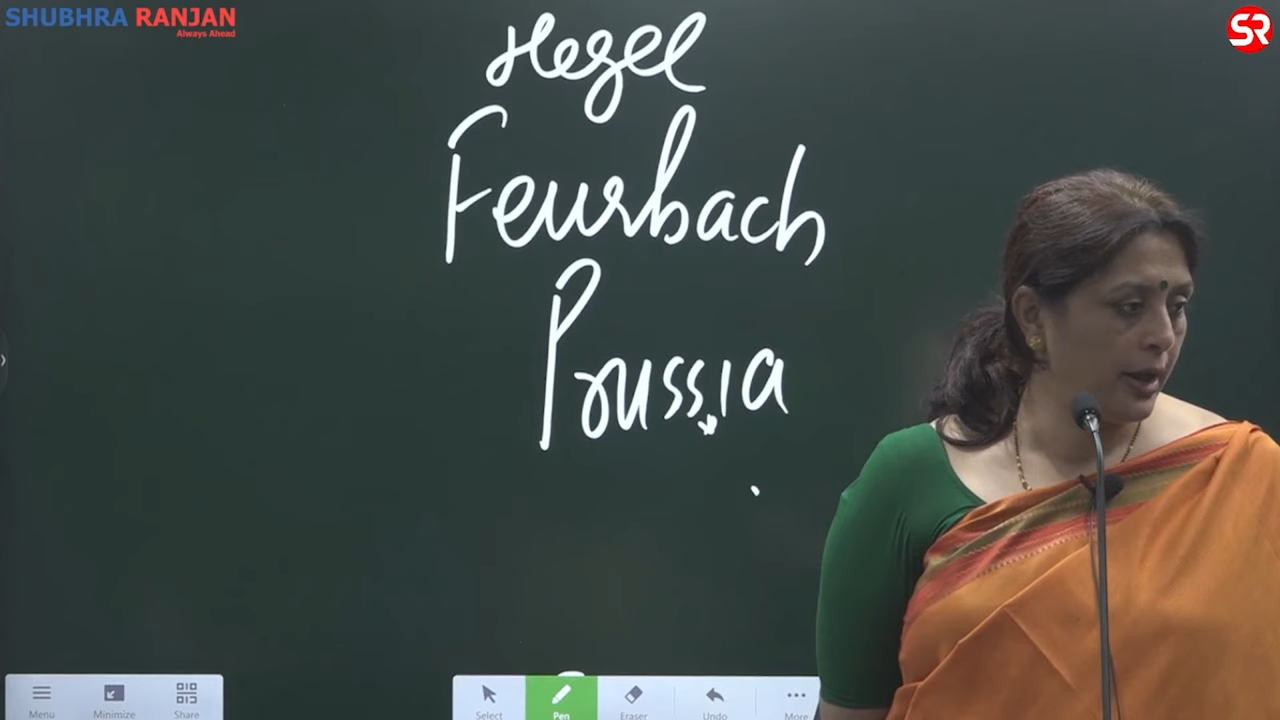 SHUBHRA RANJAN
Always Ahead
SR
Hegel
Feurbach
Prussia
Menu
Minimize
Share
Select
Pen
Eraser
Undo
More